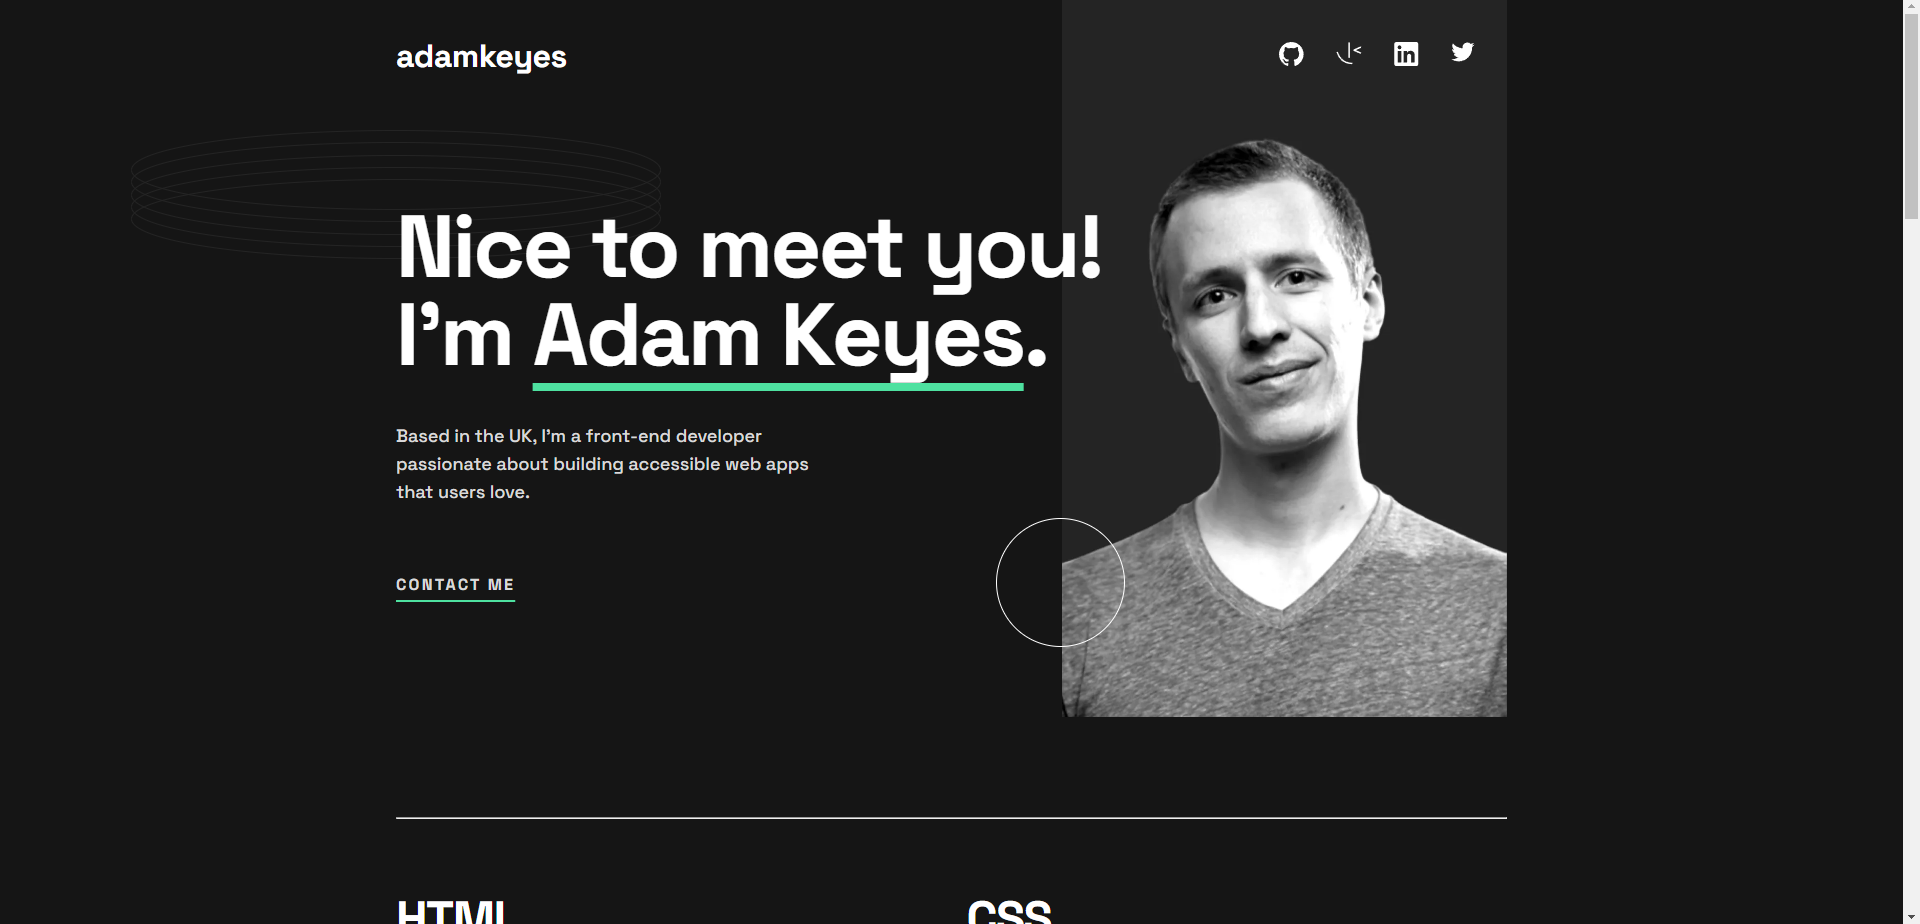 adamkeyes
Nice to meet you!
I’m Adam Keyes.
Based in the UK, I’m a front-end developer
passionate about building accessible web apps
that users love.
CONTACT ME
HTML
CSS